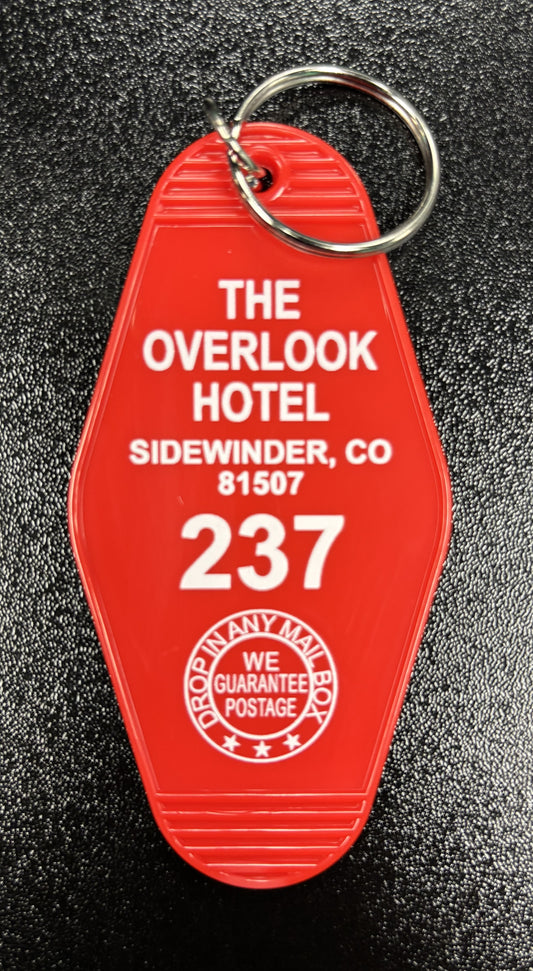 THE
OVERLOOK
HOTEL
SIDEWINDER, CO
81507
237
DROP IN ANY MAIL BOX
WE
GUARANTEE
POSTAGE